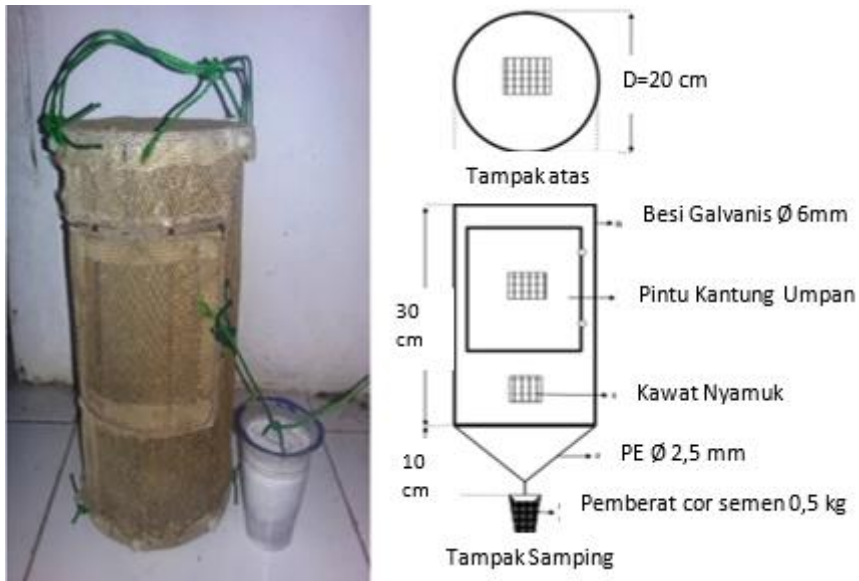 D=20 cm
Tampak atas
Besi Galvanis Ø 6mm
Pintu Kantung Umpan
30
cm
Kawat Nyamuk
10
cm
PE Ø 2,5 mm
Pemberat cor semen 0,5 kg
Tampak Samping